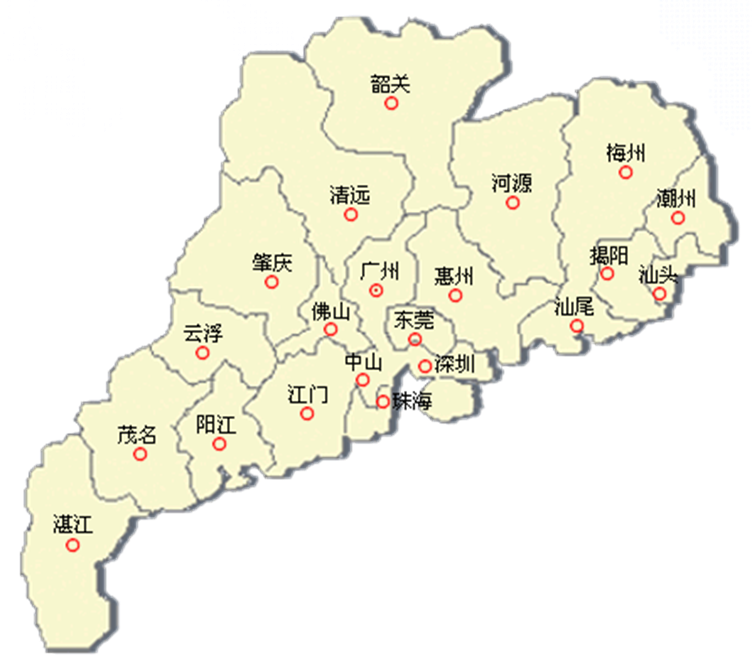 韶关
梅州
河源
清远
潮州
揭阳
肇庆
广州
惠州
汕头
佛山
东莞
汕尾
云浮
中山
深圳
江门
珠海
阳江
茂名
湛江